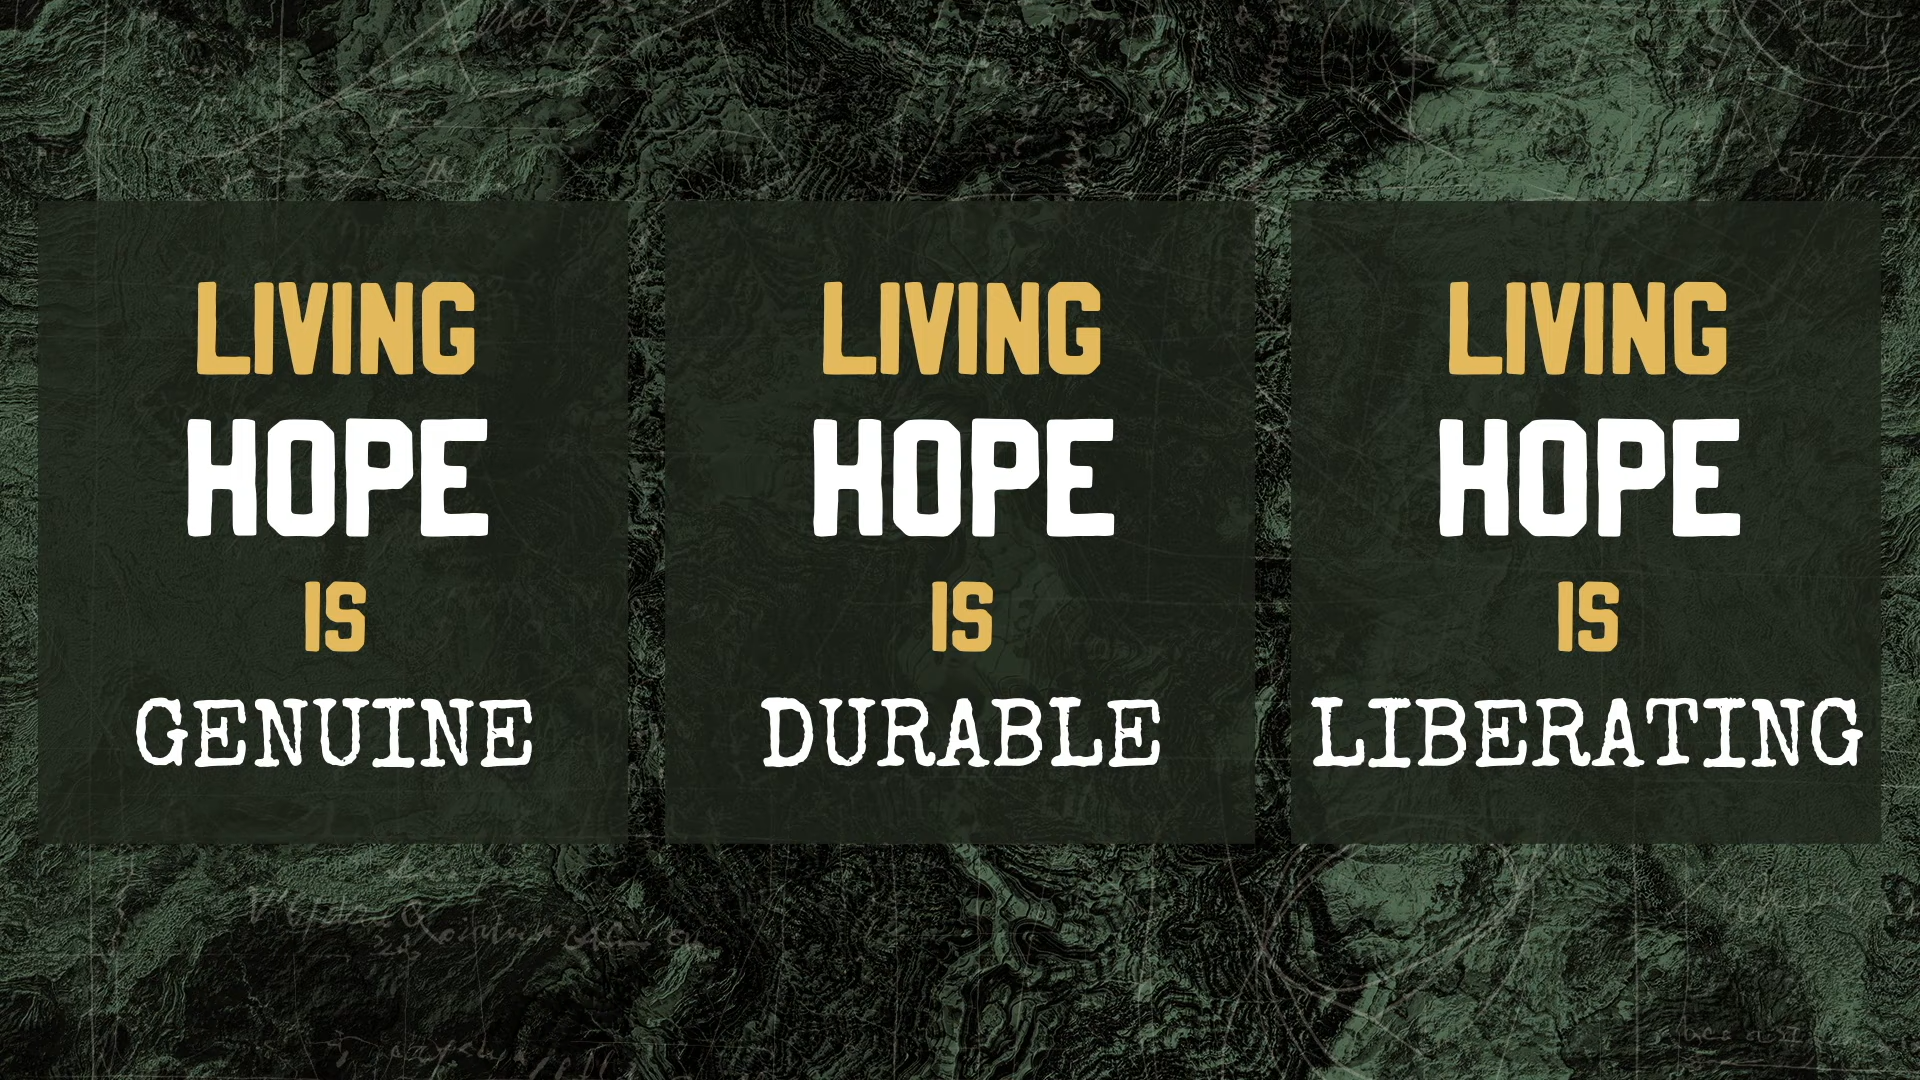 LIVING
HOPE
IS
GENUINE
LIVING
HOPE
IS
DURABLE
LIVING
HOPE
IS
LIBERATING